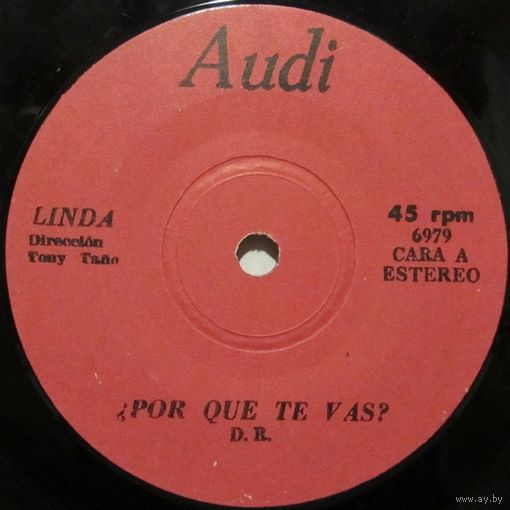 Audi
LINDA
Dirección
Tony Taño
45 rpm
6979
CARA A
ESTEREO
¿POR QUE TE VAS?
D. R.
www.ay.by